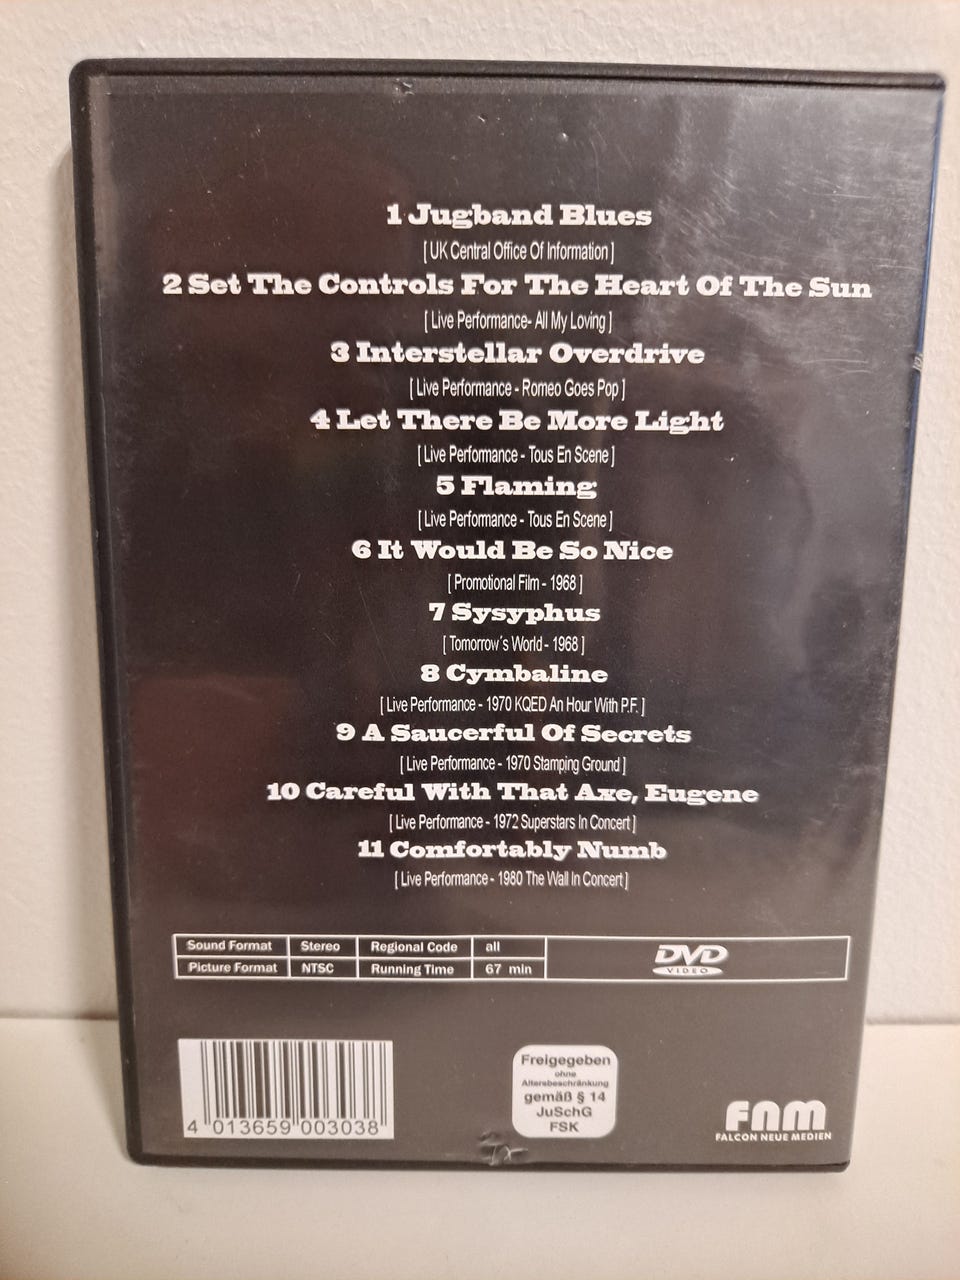 1 Jugband Blues
[ UK Central Office Of Information ]
2 Set The Controls For The Heart Of The Sun
[ Live Performance- All My Loving ]
3 Interstellar Overdrive
[ Live Performance - Romeo Goes Pop ]
4 Let There Be More Light
[ Live Performance - Tous En Scene ]
5 Flaming
[ Live Performance - Tous En Scene ]
6 It Would Be So Nice
[ Promotional Film - 1968 ]
7 Sysyphus
[ Tomorrow´s World - 1968 ]
8 Cymbaline
[ Live Performance - 1970 KQED An Hour With P.F. ]
9 A Saucerful Of Secrets
[ Live Performance - 1970 Stamping Ground ]
10 Careful With That Axe, Eugene
[ Live Performance - 1972 Superstars In Concert ]
11 Comfortably Numb
[ Live Performance - 1980 The Wall In Concert ]
Sound Format Stereo Regional Code all
Picture Format NTSC Running Time 67 min
DVD
VIDEO
4 013659 003038
Freigegeben
ohne
Altersbeschränkung
gemäß § 14
JuSchG
FSK
FNM
FALCON NEUE MEDIEN